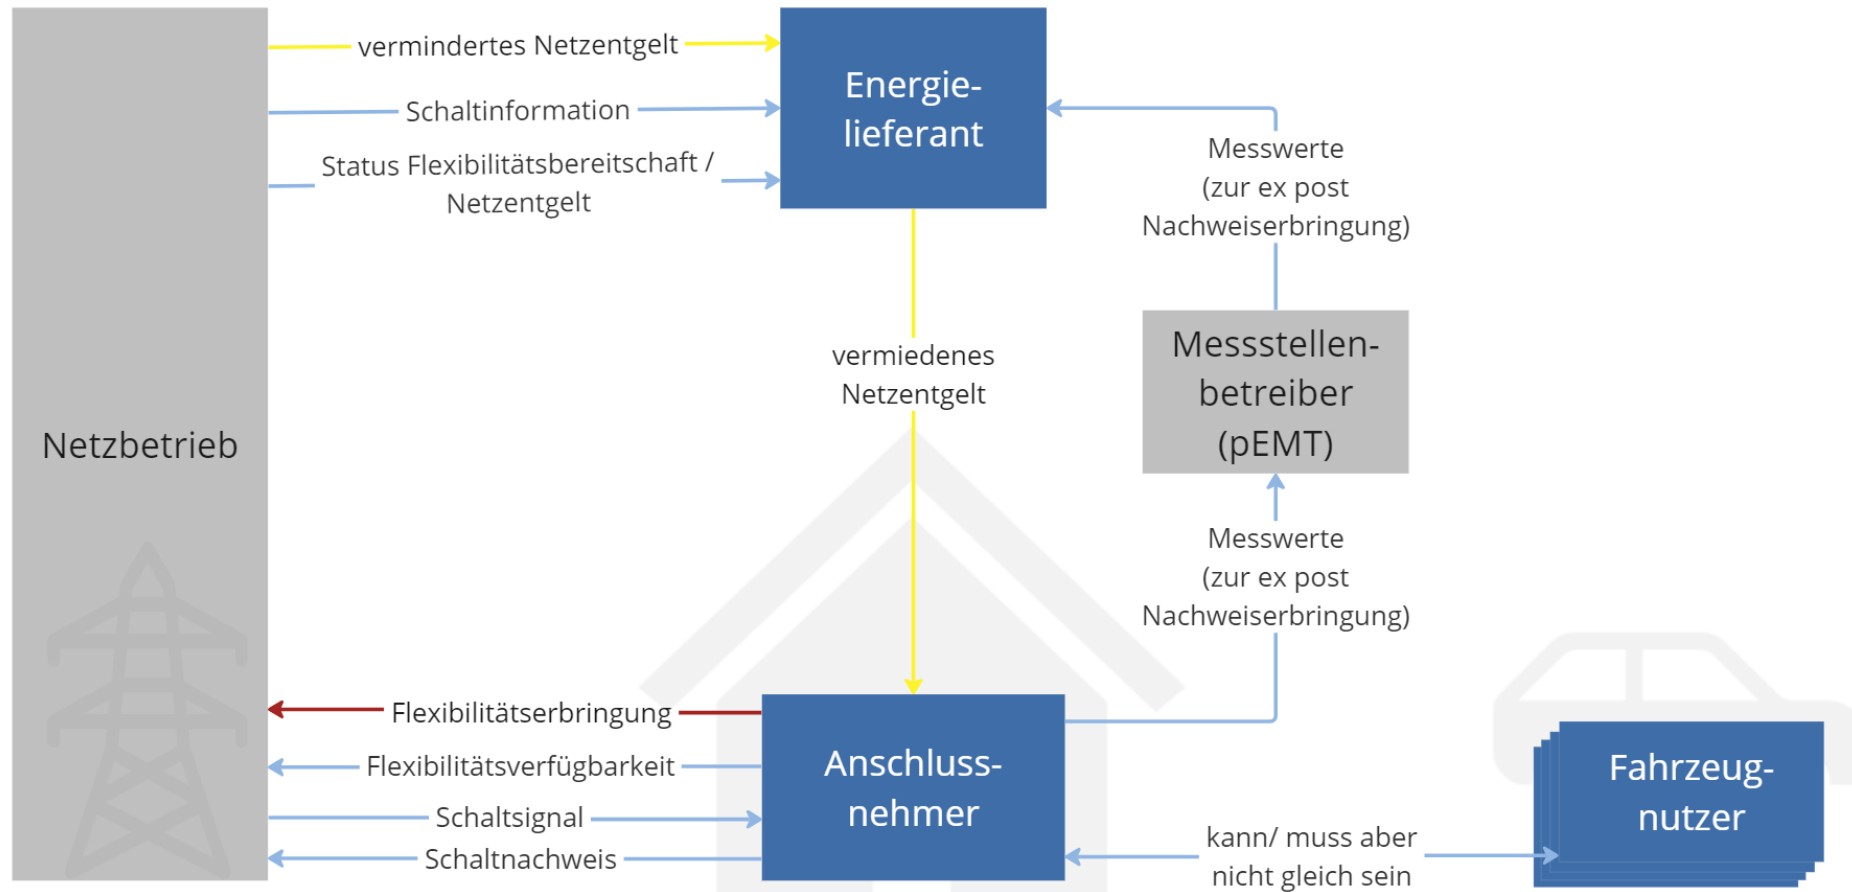 vermindertes Netzentgelt
Schaltinformation
Status Flexibilitätsbereitschaft /
Netzentgelt
Energie-
lieferant
Messwerte
(zur ex post
Nachweiserbringung)
vermiedenes
Netzentgelt
Messstellen-
betreiber
(pEMT)
Netzbetrieb
Messwerte
(zur ex post
Nachweiserbringung)
Flexibilitätserbringung
Flexibilitätsverfügbarkeit
Schaltsignal
Schaltnachweis
Anschluss-
nehmer
kann/ muss aber
nicht gleich sein
Fahrzeug-
nutzer